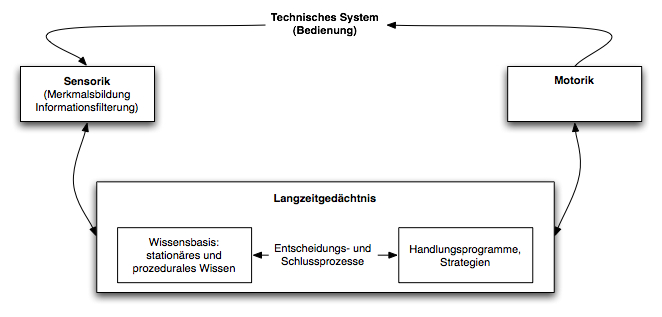 Technisches System
(Bedienung)
Sensorik
(Merkmalsbildung
Informationsfilterung)
Motorik
Langzeitgedächtnis
Wissensbasis:
stationäres und
prozedurales Wissen
Entscheidungs- und
Schlussprozesse
Handlungsprogramme,
Strategien